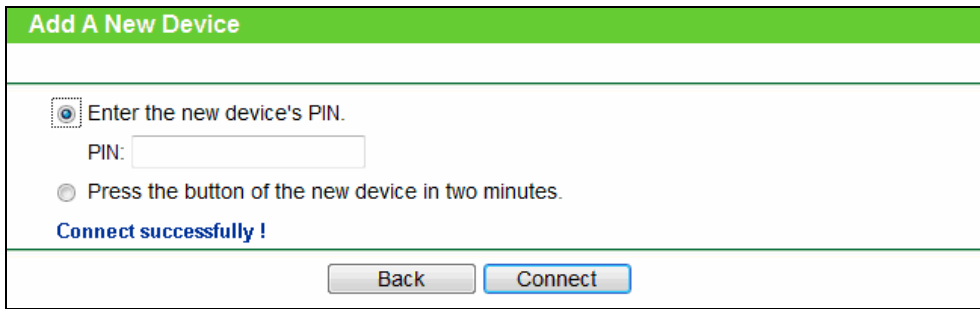 Add A New Device
Enter the new device's PIN.
PIN:
Press the button of the new device in two minutes.
Connect successfully !
Back Connect